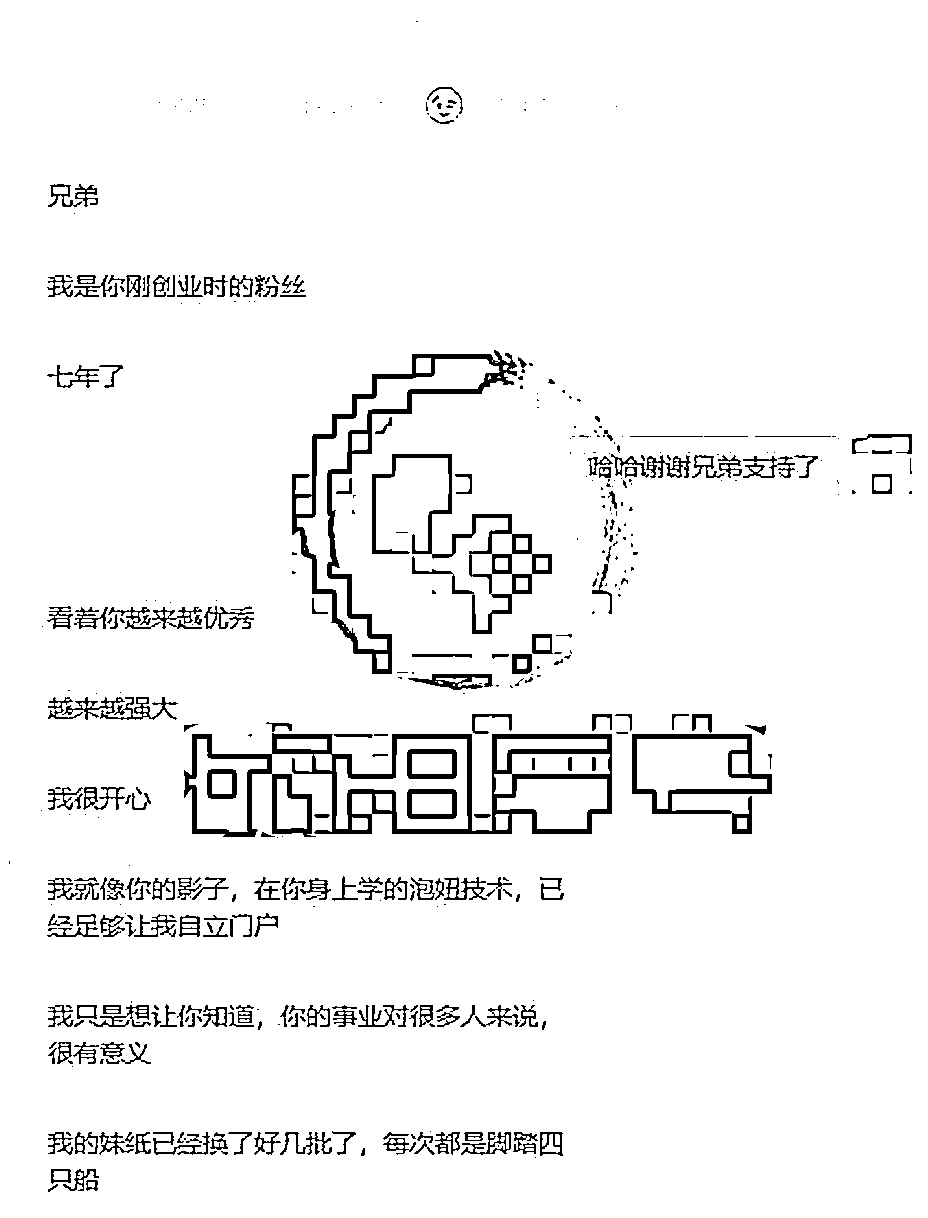 兄弟
我是你刚创业时的粉丝
七年了
哈哈谢谢兄弟支持了
看着你越来越优秀
越来越强大
我很开心
我就像你的影子，在你身上学的泡妞技术，已
经足够让我自立门户
我只是想让你知道，你的事业对很多人来说，
很有意义
我的妹纸已经换了好几批了，每次都是脚踏四
只船